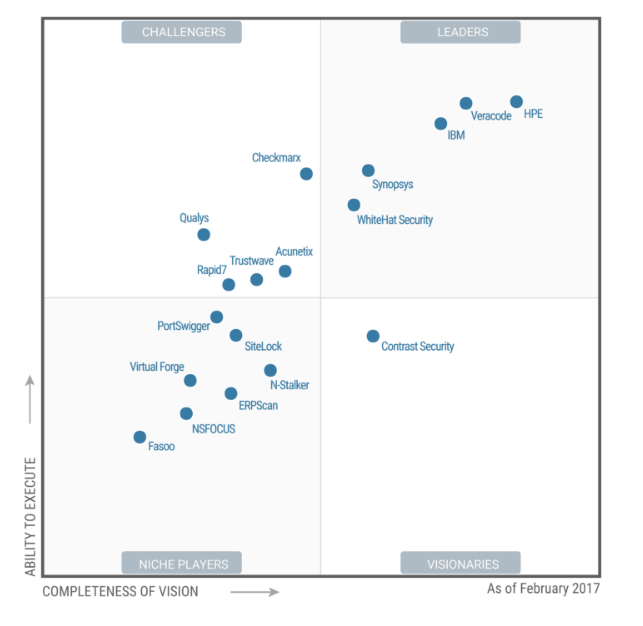 CHALLENGERS
LEADERS
Veracode
HPE
IBM
Checkmarx
Synopsys
WhiteHat Security
Qualys
Acunetix
Trustwave
Rapid7
PortSwigger
SiteLock
Contrast Security
Virtual Forge
N-Stalker
ERPScan
NSFOCUS
Fasoo
ABILITY TO EXECUTE
NICHE PLAYERS
VISIONARIES
COMPLETENESS OF VISION
As of February 2017